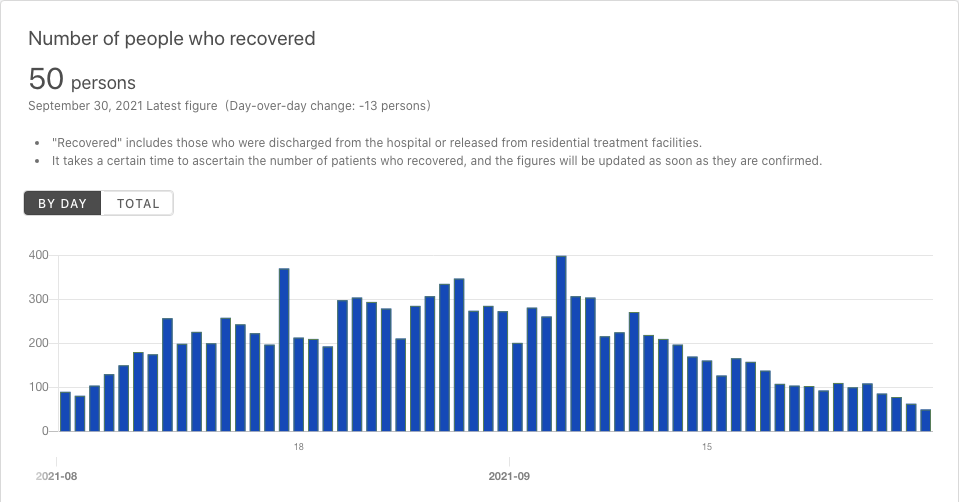 Number of people who recovered
50 persons
September 30, 2021 Latest figure (Day-over-day change: -13 persons)
• "Recovered" includes those who were discharged from the hospital or released from residential treatment facilities.
• It takes a certain time to ascertain the number of patients who recovered, and the figures will be updated as soon as they are confirmed.
BY DAY TOTAL
400
300
200
100
0
18 15
2021-08 2021-09